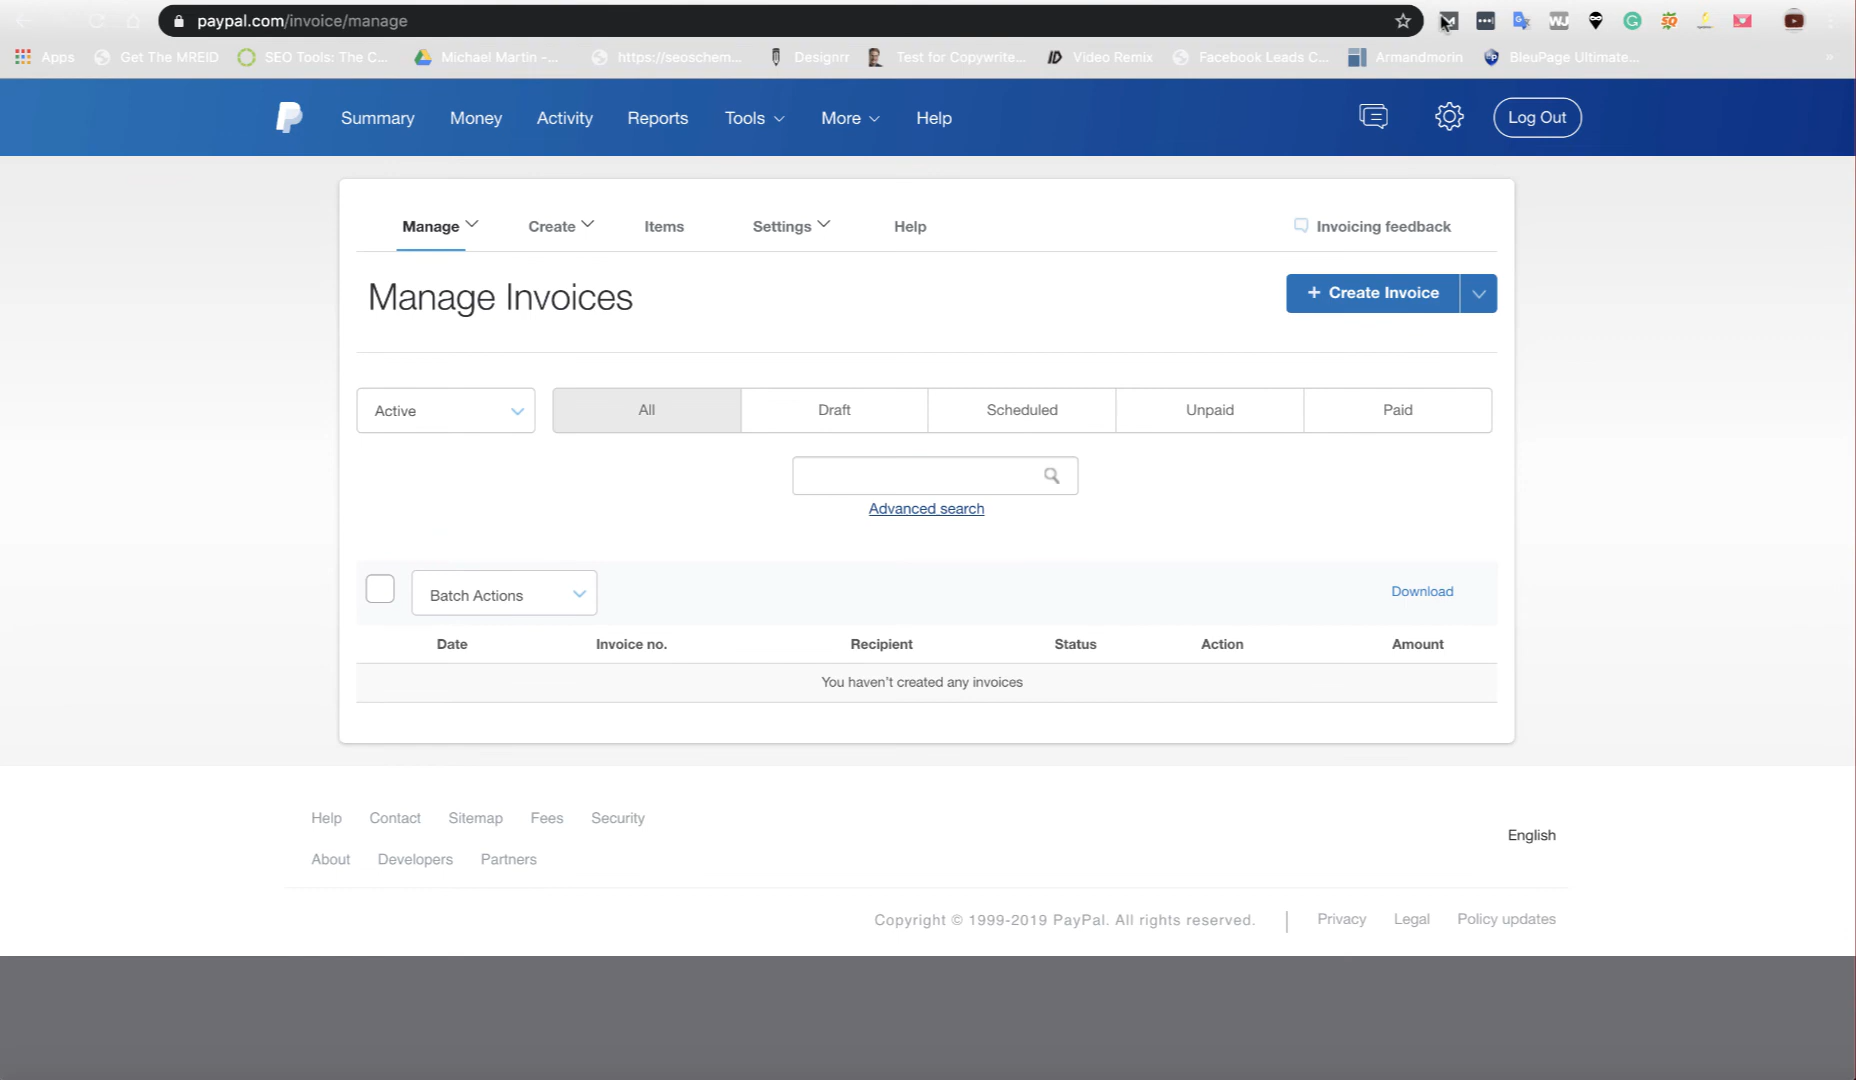 paypal.com/invoice/manage
Apps Get The MREID SEO Tools: The C... Michael Martin -... https://seoschem... Designrr Test for Copywrite... Video Remix Facebook Leads C... Armandmorin BleuPage Ultimate... »
Summary Money Activity Reports Tools More Help Log Out
Manage Create Items Settings Help Invoicing feedback
Manage Invoices
+ Create Invoice
Active All Draft Scheduled Unpaid Paid
Advanced search
Batch Actions Download
Date Invoice no. Recipient Status Action Amount
You haven't created any invoices
Help Contact Sitemap Fees Security
English
About Developers Partners
Copyright © 1999-2019 PayPal. All rights reserved. | Privacy Legal Policy updates